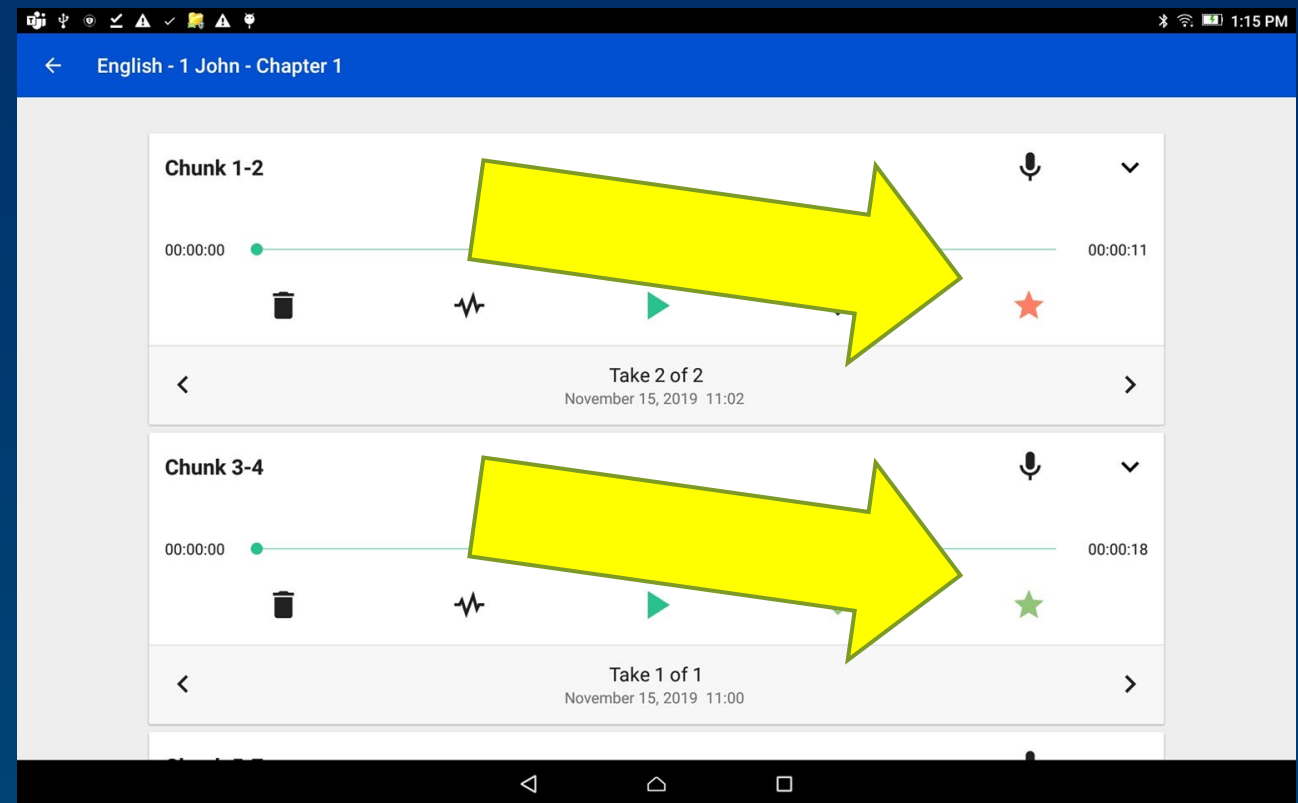 1:15 PM
English - 1 John - Chapter 1
Chunk 1-2
00:00:00
00:00:11
Take 2 of 2
November 15, 2019 11:02
Chunk 3-4
00:00:00
00:00:18
Take 1 of 1
November 15, 2019 11:00